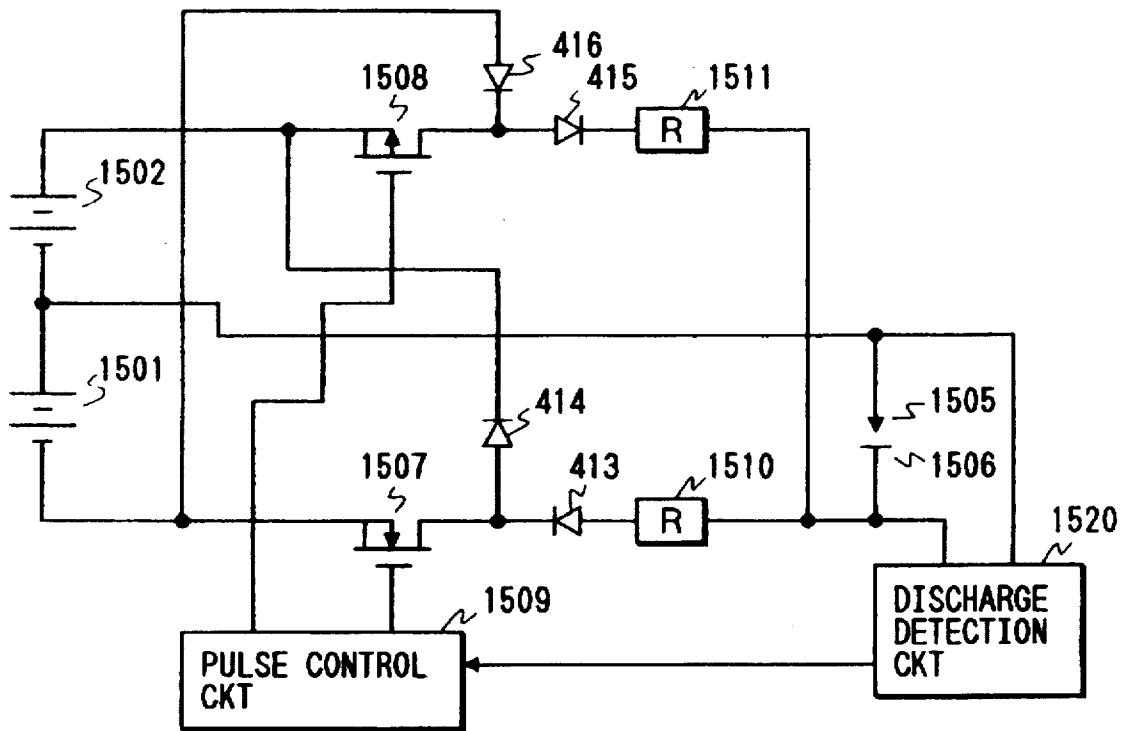 416
1508
415
1511
R
1502
1501
414
1505
1507
413
1510
1506
R
1520
1509
DISCHARGE
DETECTION
CKT
PULSE CONTROL
CKT